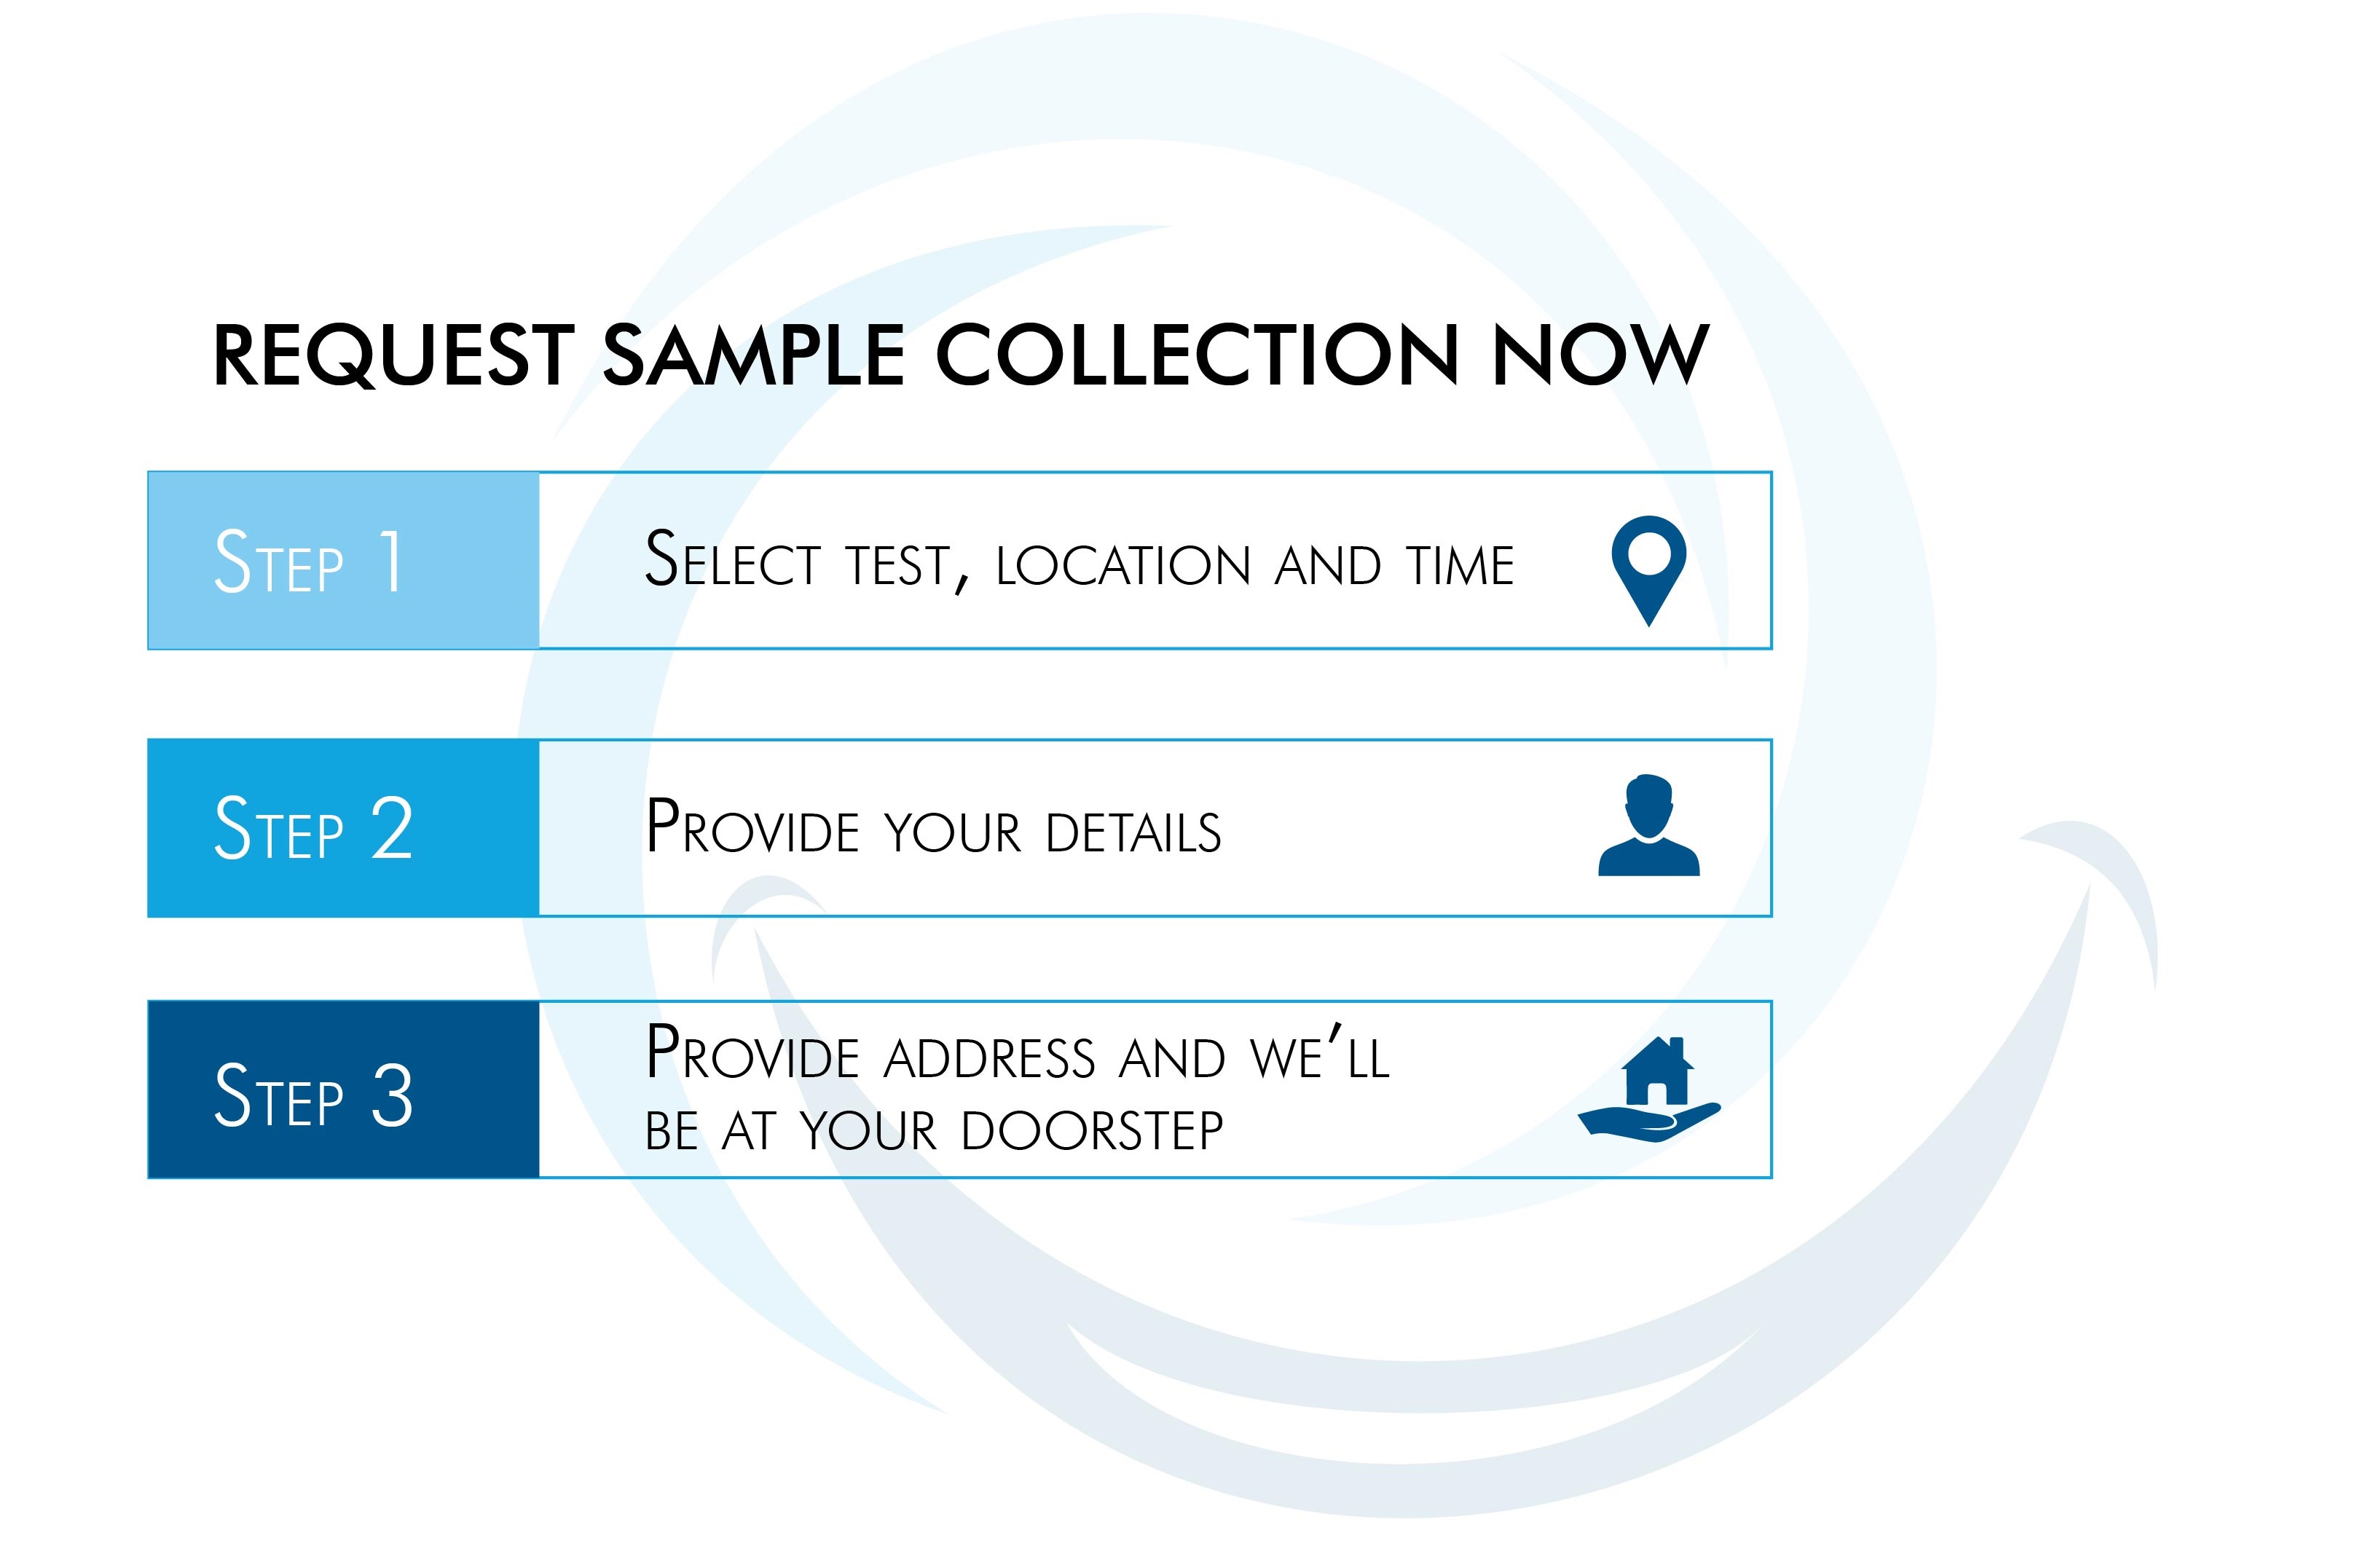 REQUEST SAMPLE COLLECTION NOW
Step 1
Select test, location and time
Step 2
Provide your details
Step 3
Provide address and we'll
be at your doorstep